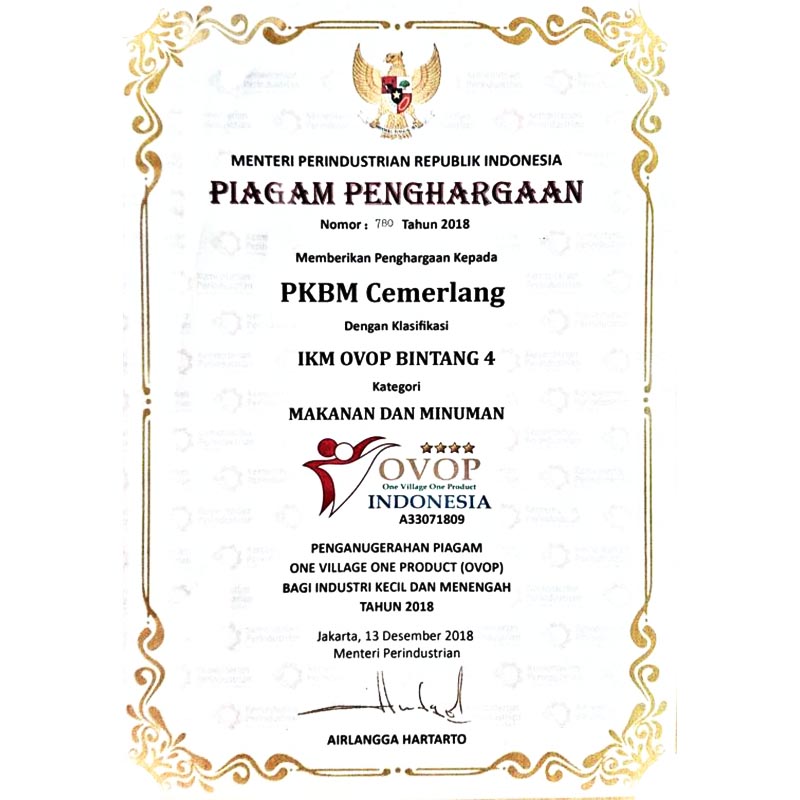 MENTERI PERINDUSTRIAN REPUBLIK INDONESIA
PIAGAM PENGHARGAAN
Nomor : 780 Tahun 2018
Memberikan Penghargaan Kepada
PKBM Cemerlang
Dengan Klasifikasi
IKM OVOP BINTANG 4
Kategori
MAKANAN DAN MINUMAN
OVOP
One Village One Product
INDONESIA
A33071809
PENGANUGERAHAN PIAGAM
ONE VILLAGE ONE PRODUCT (OVOP)
BAGI INDUSTRI KECIL DAN MENENGAH
TAHUN 2018
Jakarta, 13 Desember 2018
Menteri Perindustrian
AIRLANGGA HARTARTO